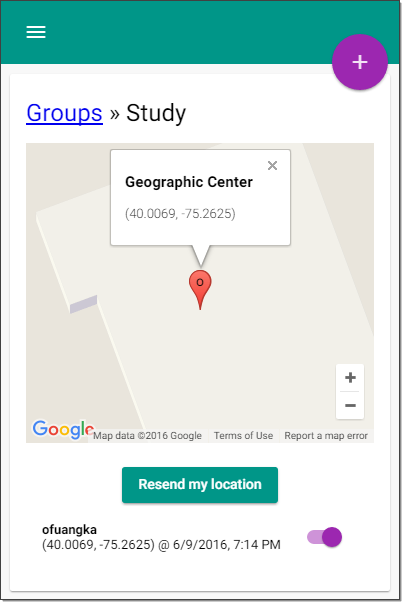 +
Groups » Study
Geographic Center
(40.0069, -75.2625)
O
+
−
Google
Map data ©2016 Google Terms of Use Report a map error
Resend my location
ofuangka
(40.0069, -75.2625) @ 6/9/2016, 7:14 PM